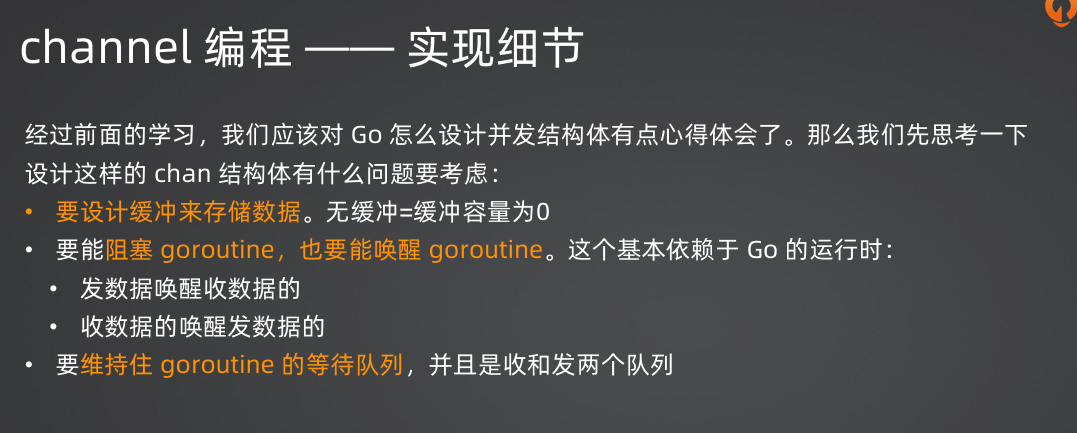 channel 编程 —— 实现细节
经过前面的学习，我们应该对 Go 怎么设计并发结构体有点心得体会了。那么我们先思考一下
设计这样的 chan 结构体有什么问题要考虑：
• 要设计缓冲来存储数据。无缓冲=缓冲容量为0
• 要能阻塞 goroutine，也要能唤醒 goroutine。这个基本依赖于 Go 的运行时：
• 发数据唤醒收数据的
• 收数据的唤醒发数据的
• 要维持住 goroutine 的等待队列，并且是收和发两个队列